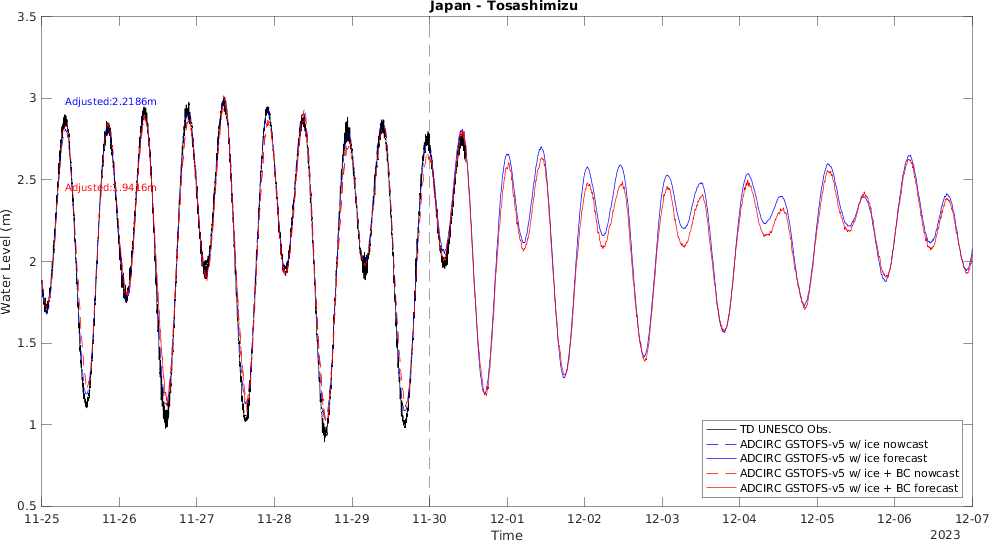 Japan - Tosashimizu
3.5
3
2.5
2
1.5
1
0.5
Water Level (m)
Adjusted:2.2186m
Adjusted:1.9416m
TD UNESCO Obs.
ADCIRC GSTOFS-v5 w/ ice nowcast
ADCIRC GSTOFS-v5 w/ ice forecast
ADCIRC GSTOFS-v5 w/ ice + BC nowcast
ADCIRC GSTOFS-v5 w/ ice + BC forecast
11-25 11-26 11-27 11-28 11-29 11-30 12-01 12-02 12-03 12-04 12-05 12-06 12-07
Time
2023